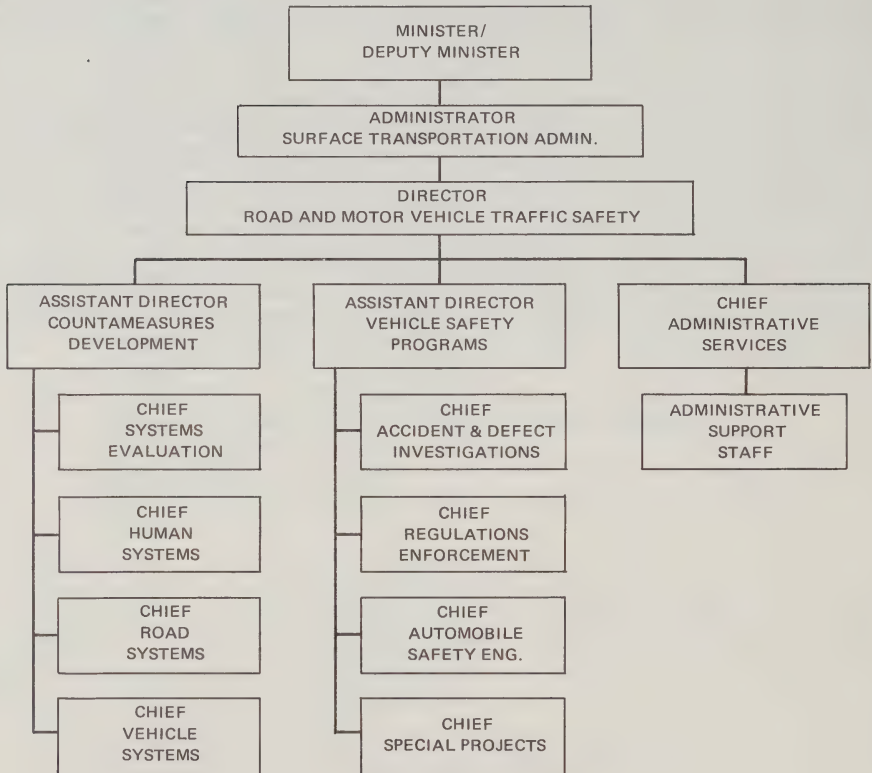 MINISTER/
DEPUTY MINISTER
ADMINISTRATOR
SURFACE TRANSPORTATION ADMIN.
DIRECTOR
ROAD AND MOTOR VEHICLE TRAFFIC SAFETY
ASSISTANT DIRECTOR
COUNTAMEASURES
DEVELOPMENT
ASSISTANT DIRECTOR
VEHICLE SAFETY
PROGRAMS
CHIEF
ADMINISTRATIVE
SERVICES
CHIEF
SYSTEMS
EVALUATION
CHIEF
ACCIDENT & DEFECT
INVESTIGATIONS
ADMINISTRATIVE
SUPPORT
STAFF
CHIEF
HUMAN
SYSTEMS
CHIEF
REGULATIONS
ENFORCEMENT
CHIEF
ROAD
SYSTEMS
CHIEF
AUTOMOBILE
SAFETY ENG.
CHIEF
VEHICLE
SYSTEMS
CHIEF
SPECIAL PROJECTS